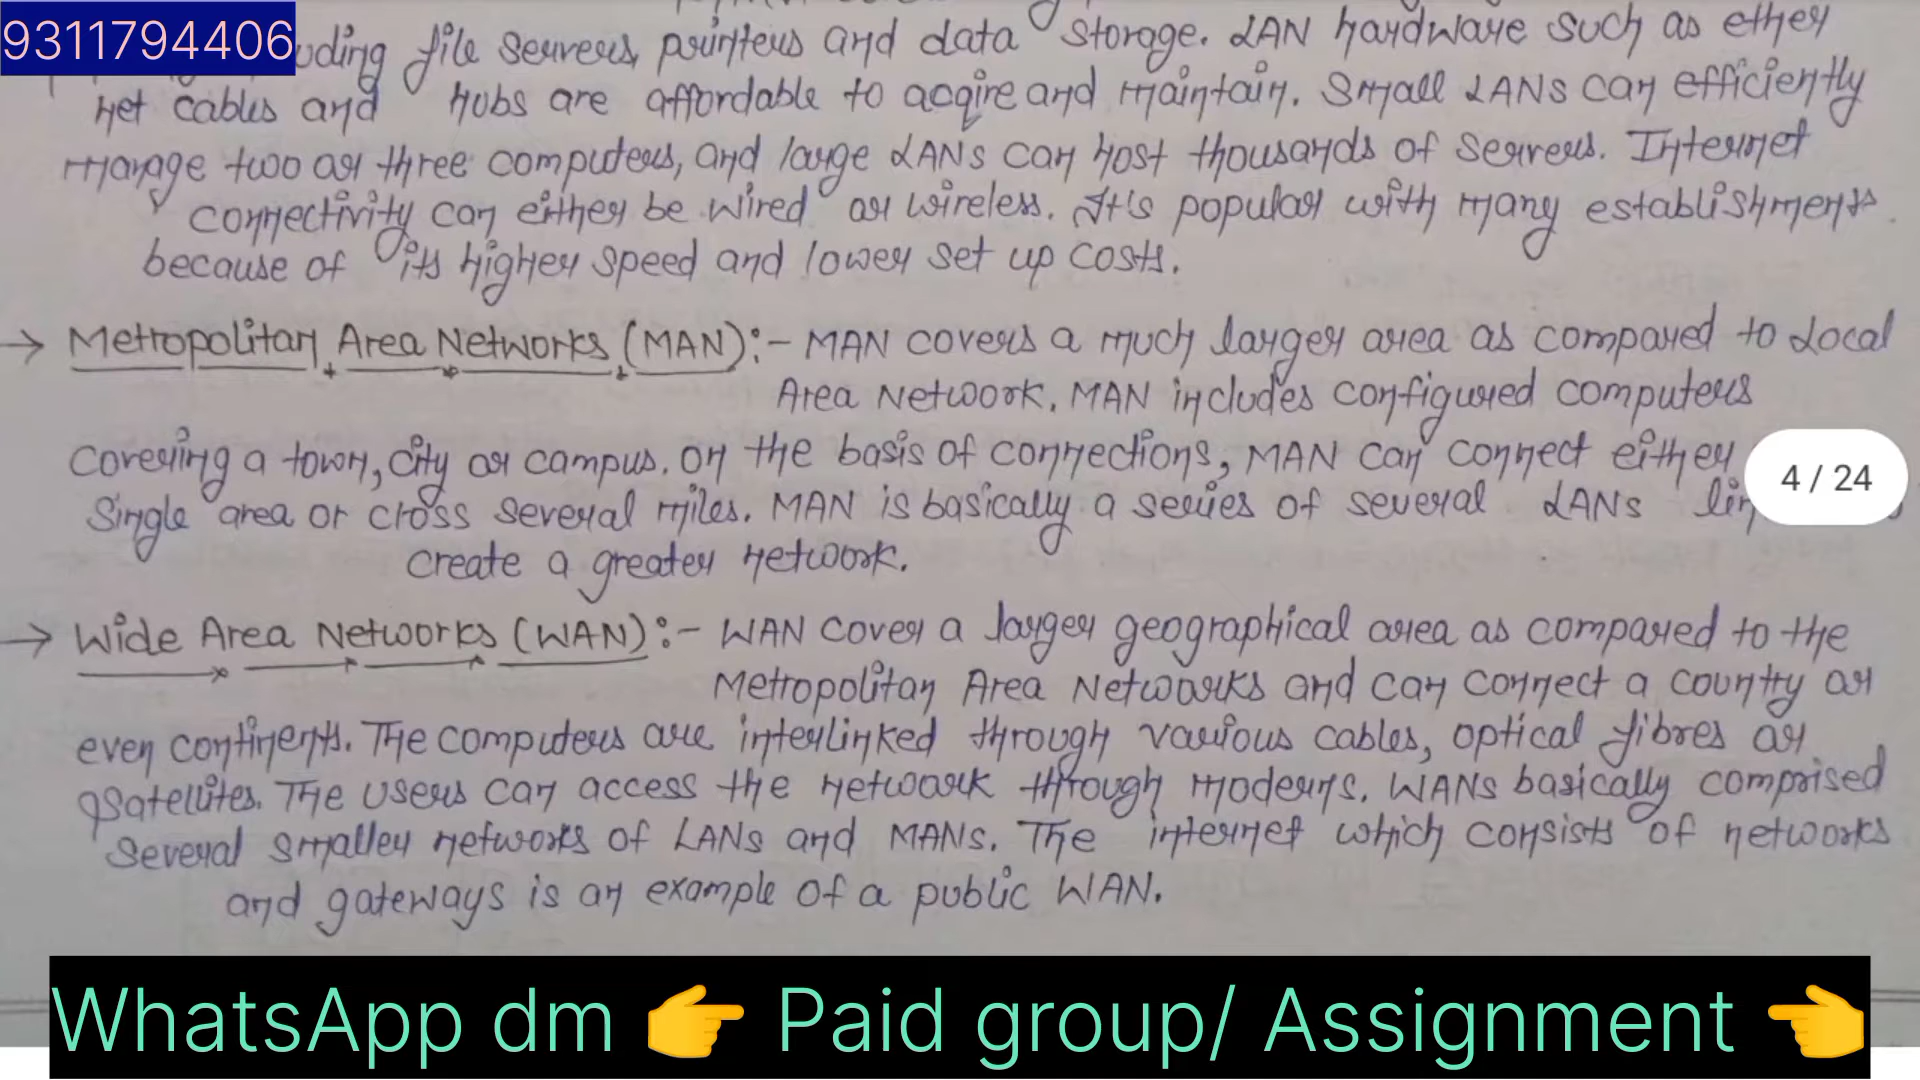 9311794406
uding file servers, printers and data storage. LAN hardware such as ether
net cables and hubs are affordable to acqire and maintain. Small LANs can efficiently
manage two or three computers, and large LANs can host thousands of servers. Internet
connectivity can either be wired or wireless. It's popular with many establishments
because of its higher speed and lower set up costs.
→ Metropolitan Area Networks (MAN):- MAN covers a much larger area as compared to Local
Area Network. MAN includes configured computers
covering a town, city or campus. on the basis of connections, MAN can connect either
4 / 24
Single area or cross several miles. MAN is basically a series of several LANs
create a greater network.
→ Wide Area Networks (WAN):- WAN cover a larger geographical area as compared to the
Metropolitan Area Networks and can connect a country or
even continents. The computers are interlinked through various cables, optical fibres or
satellites. The users can access the network through modems. WANs basically comprised
several smaller networks of LANs and MANs. The internet which consists of networks
and gateways is an example of a public WAN.
WhatsApp dm 👉 Paid group/ Assignment 👈